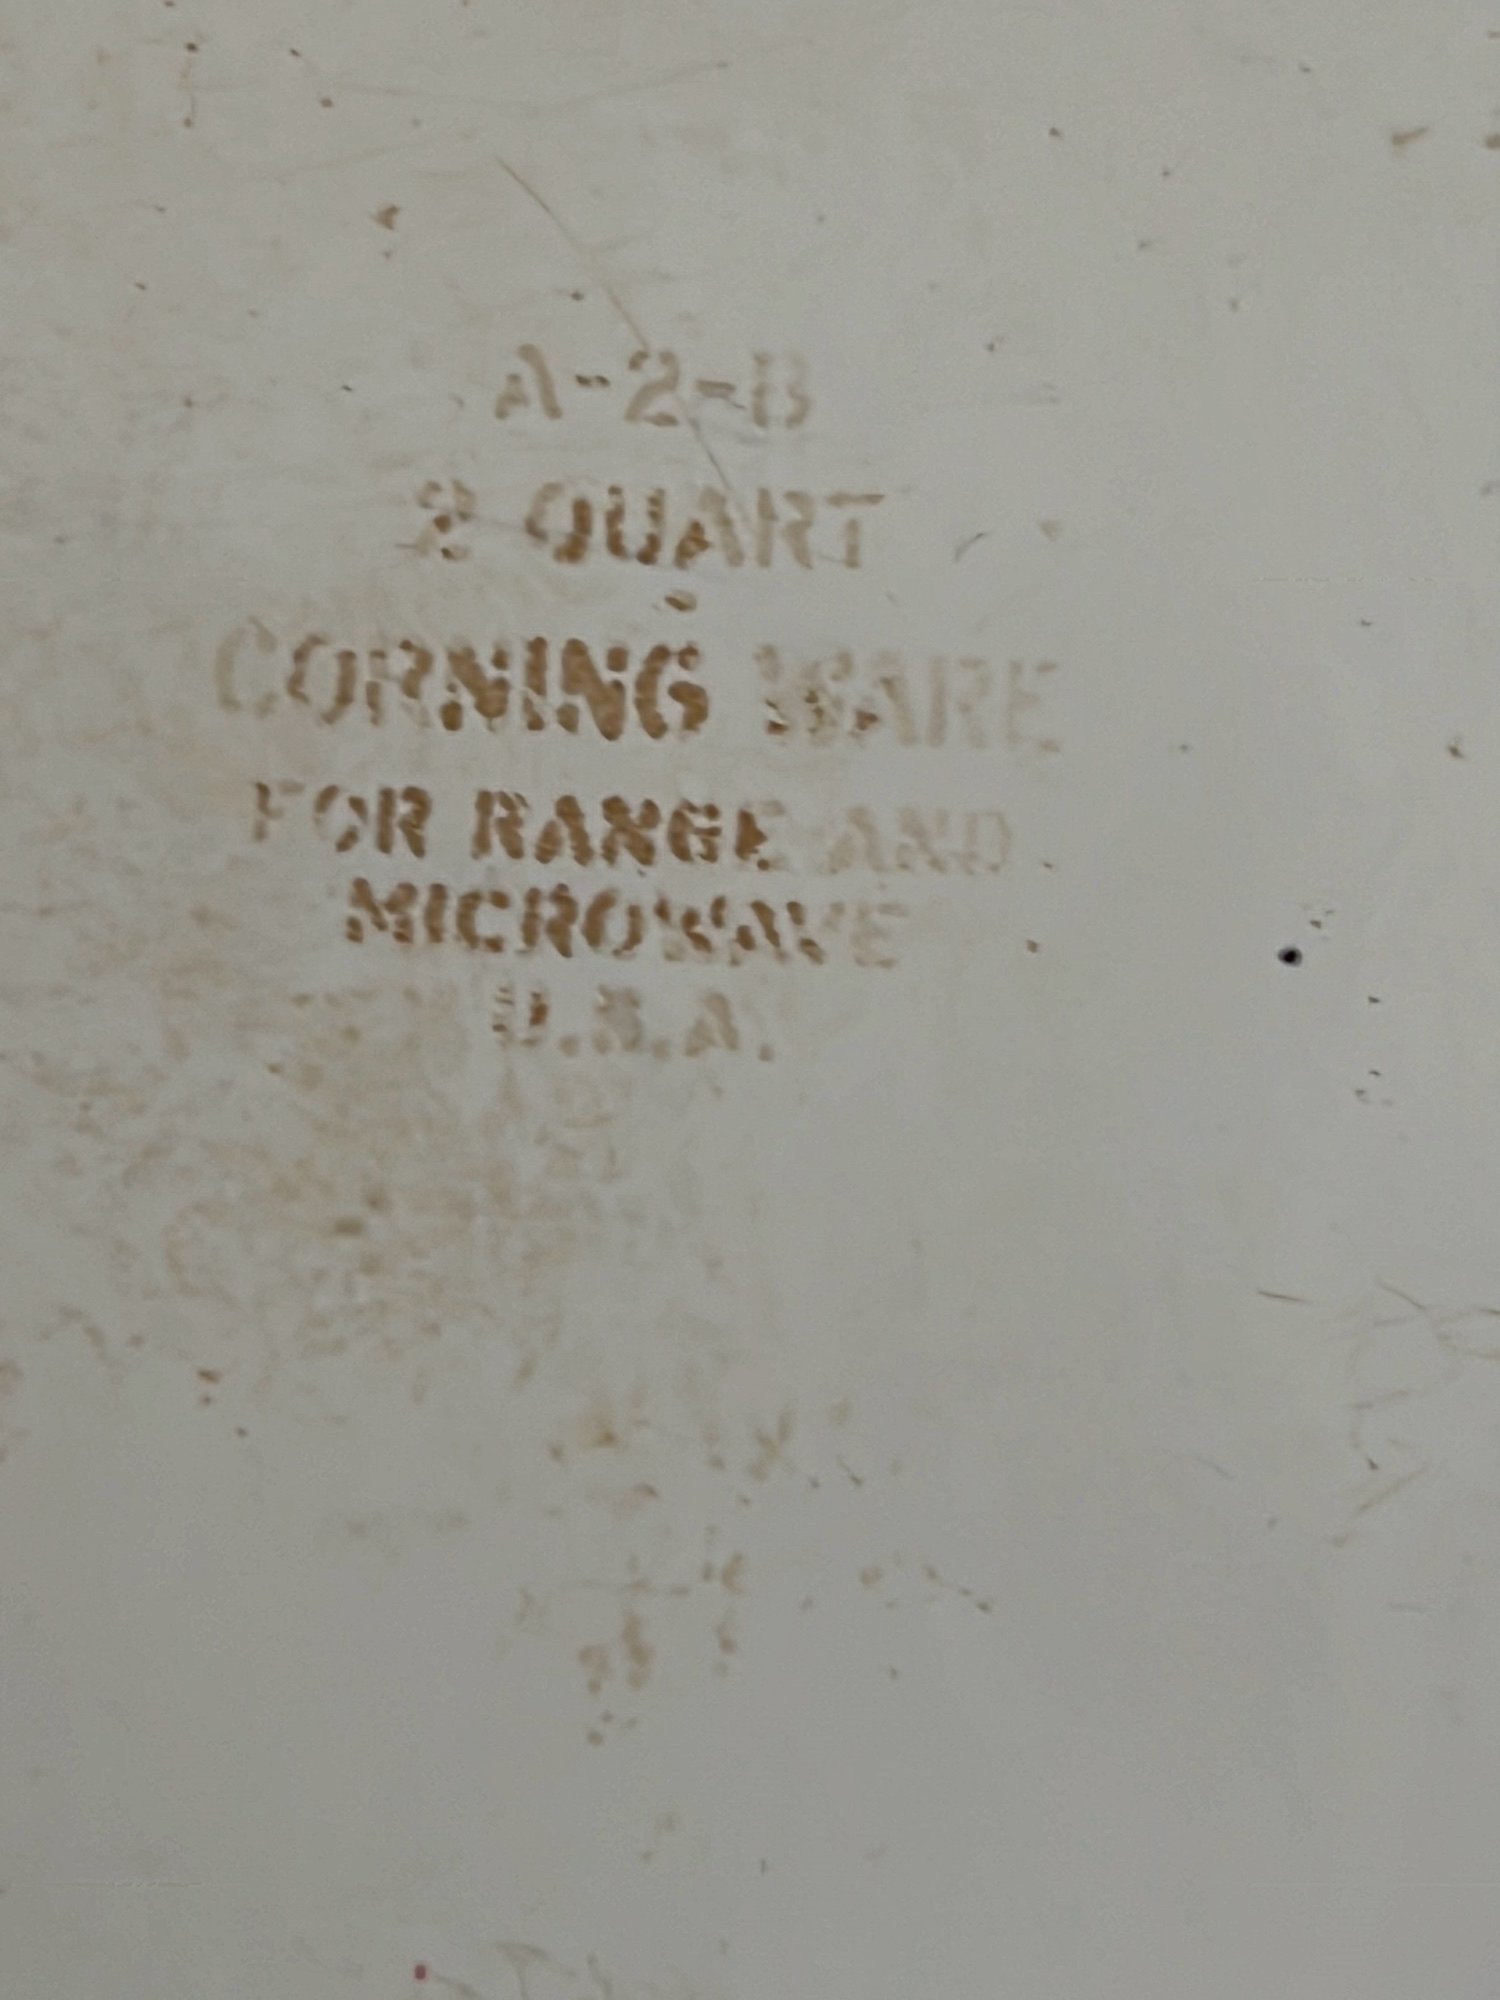 A-2-B
2 QUART
CORNING WARE
FOR RANGE AND
MICROWAVE
U.S.A.